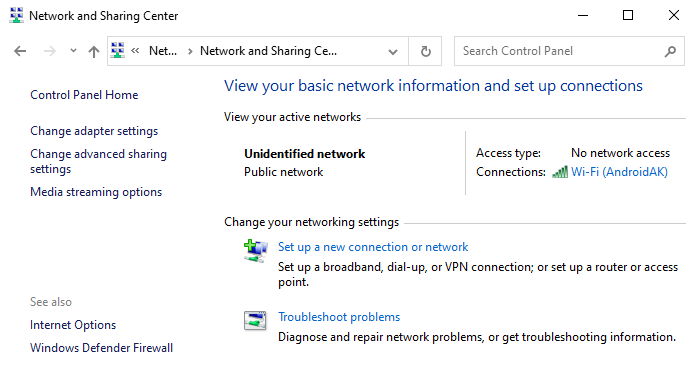 Network and Sharing Center
« Net... › Network and Sharing Ce...
Search Control Panel
Control Panel Home
Change adapter settings
Change advanced sharing
settings
Media streaming options
See also
Internet Options
Windows Defender Firewall
View your basic network information and set up connections
View your active networks
Unidentified network
Public network
Access type: No network access
Connections: Wi-Fi (AndroidAK)
Change your networking settings
Set up a new connection or network
Set up a broadband, dial-up, or VPN connection; or set up a router or access
point.
Troubleshoot problems
Diagnose and repair network problems, or get troubleshooting information.